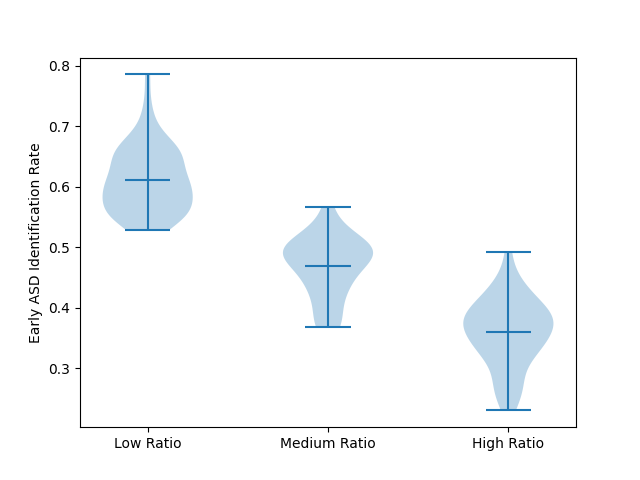 Early ASD Identification Rate
0.8
0.7
0.6
0.5
0.4
0.3
Low Ratio
Medium Ratio
High Ratio